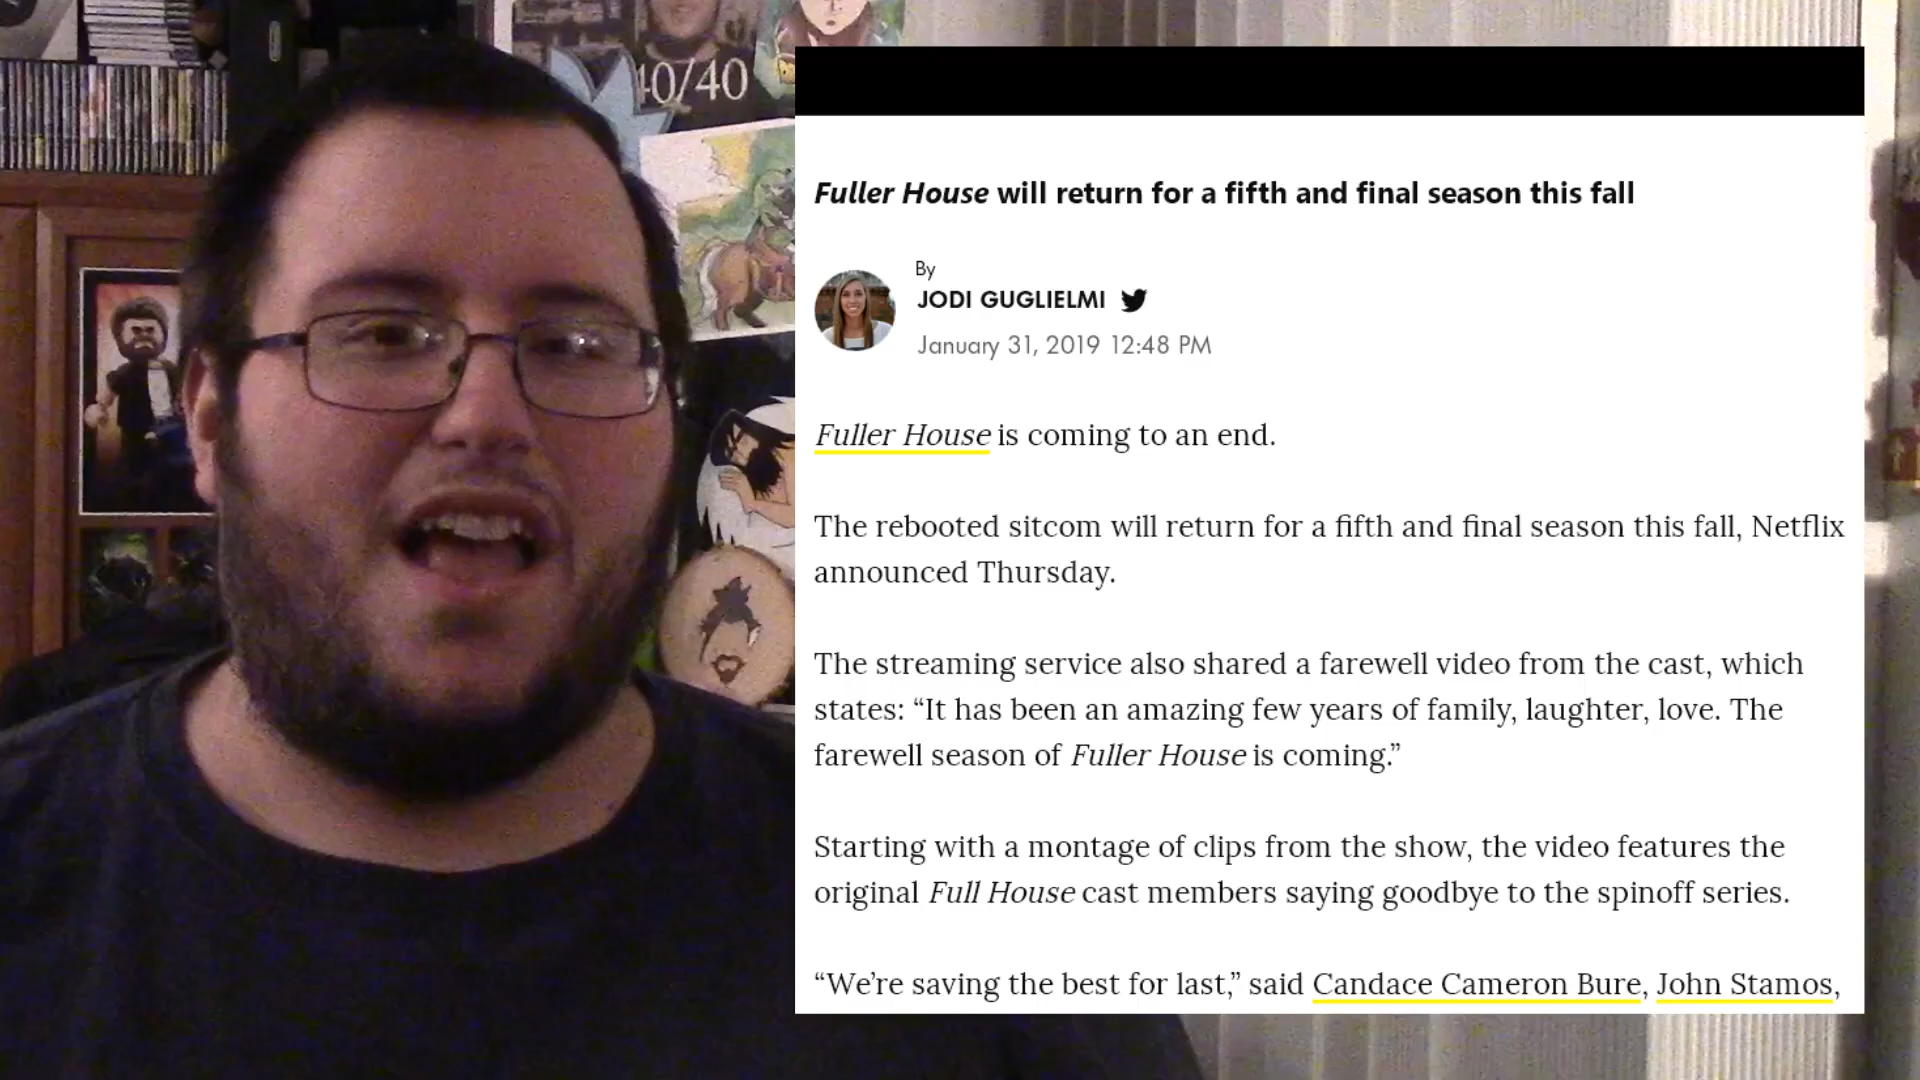 40/40
Fuller House will return for a fifth and final season this fall
By
JODI GUGLIELMI
January 31, 2019 12:48 PM
Fuller House is coming to an end.
The rebooted sitcom will return for a fifth and final season this fall, Netflix
announced Thursday.
The streaming service also shared a farewell video from the cast, which
states: “It has been an amazing few years of family, laughter, love. The
farewell season of Fuller House is coming.”
Starting with a montage of clips from the show, the video features the
original Full House cast members saying goodbye to the spinoff series.
“We’re saving the best for last,” said Candace Cameron Bure, John Stamos,